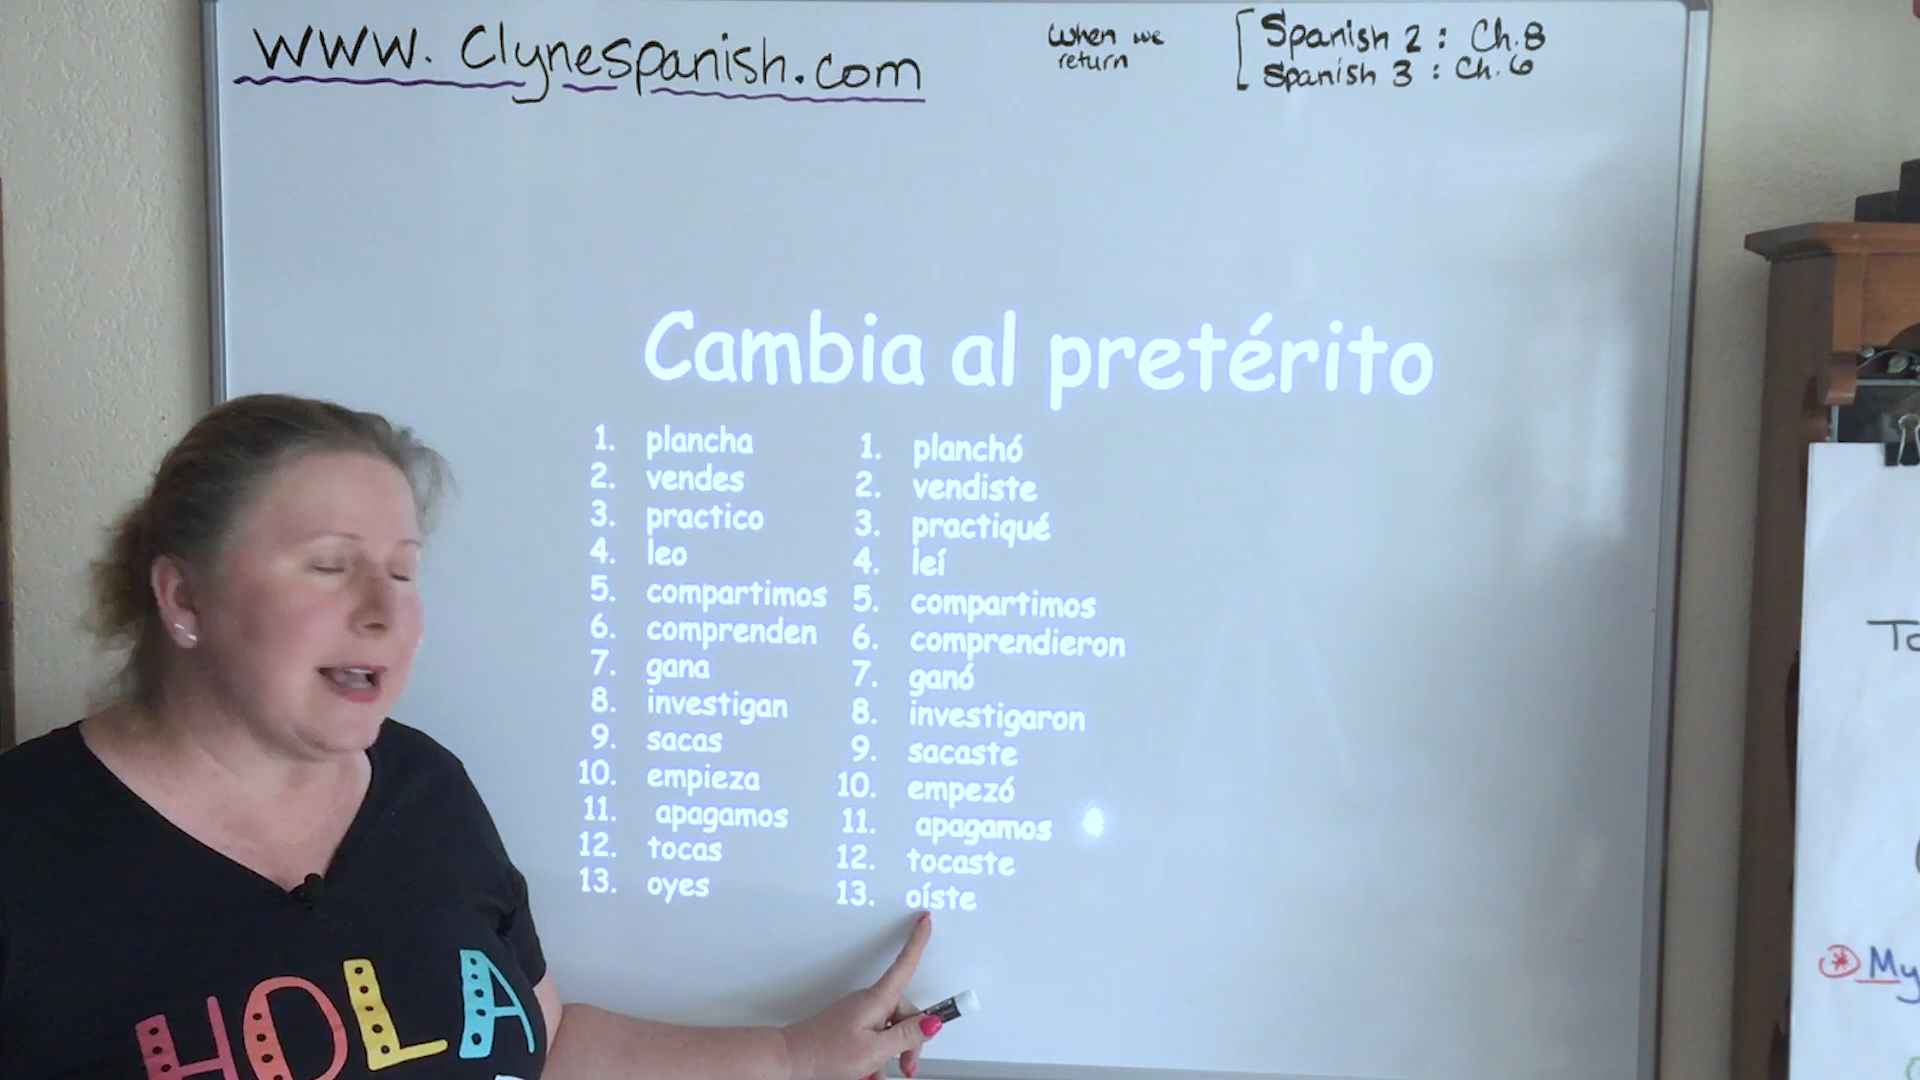 www.Clynespanish.com
When we
return
Spanish 2 : Ch.8
Spanish 3 : Ch.6
Cambia al pretérito
1. plancha
2. vendes
3. practico
4. leo
5. compartimos
6. comprenden
7. gana
8. investigan
9. sacas
10. empieza
11. apagamos
12. tocas
13. oyes
1. planchó
2. vendiste
3. practiqué
4. leí
5. compartimos
6. comprendieron
7. ganó
8. investigaron
9. sacaste
10. empezó
11. apagamos
12. tocaste
13. oíste
HOLA
My